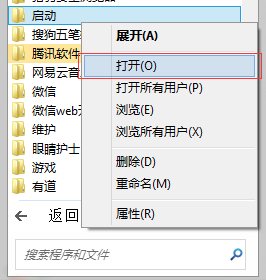 启动
搜狗五笔
腾讯软件
网易云音
微信
微信web开
维护
眼睛护士
游戏
有道
返回
搜索程序和文件
展开(A)
打开(O)
打开所有用户(P)
浏览(E)
浏览所有用户(X)
删除(D)
重命名(M)
属性(R)